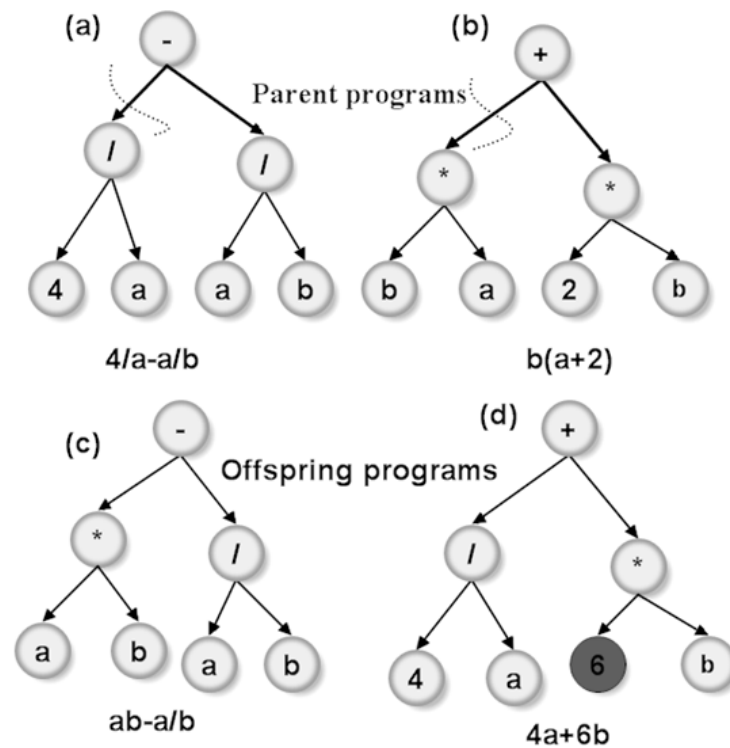 (a) - (b) +
Parent programs
/ / * *
4 a a b b a 2 b
4/a-a/b b(a+2)
(c) - (d) +
Offspring programs
* / / *
a b a b 4 a 6 b
ab-a/b 4a+6b